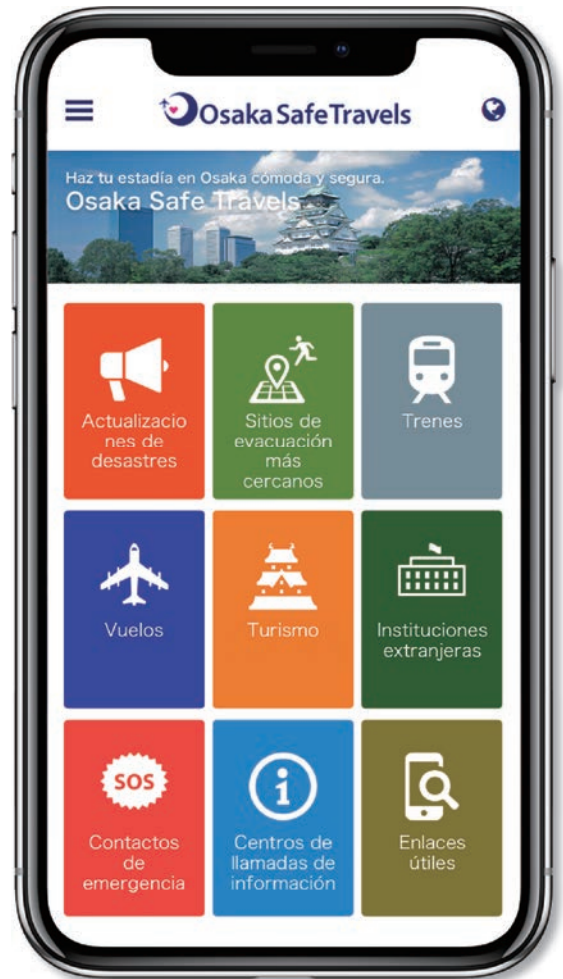 Osaka Safe Travels
Haz tu estadía en Osaka cómoda y segura.
Osaka Safe Travels
Actualizacio
nes de
desastres
Sitios de
evacuación
más
cercanos
Trenes
Vuelos
Turismo
Instituciones
extranjeras
SOS
Contactos
de
emergencia
Centros de
llamadas de
información
Enlaces
útiles